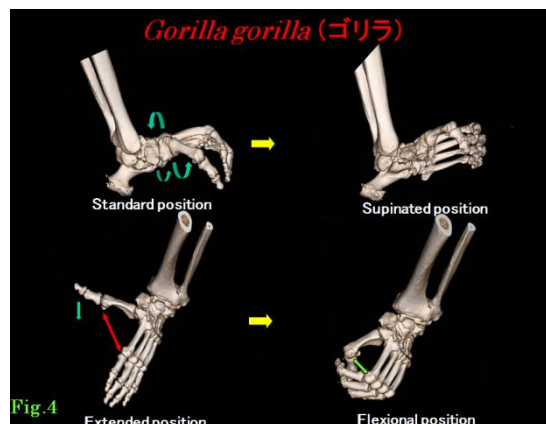 Gorilla gorilla (ゴリラ)
Standard position
Supinated position
Extended position
Flexional position
Fig.4